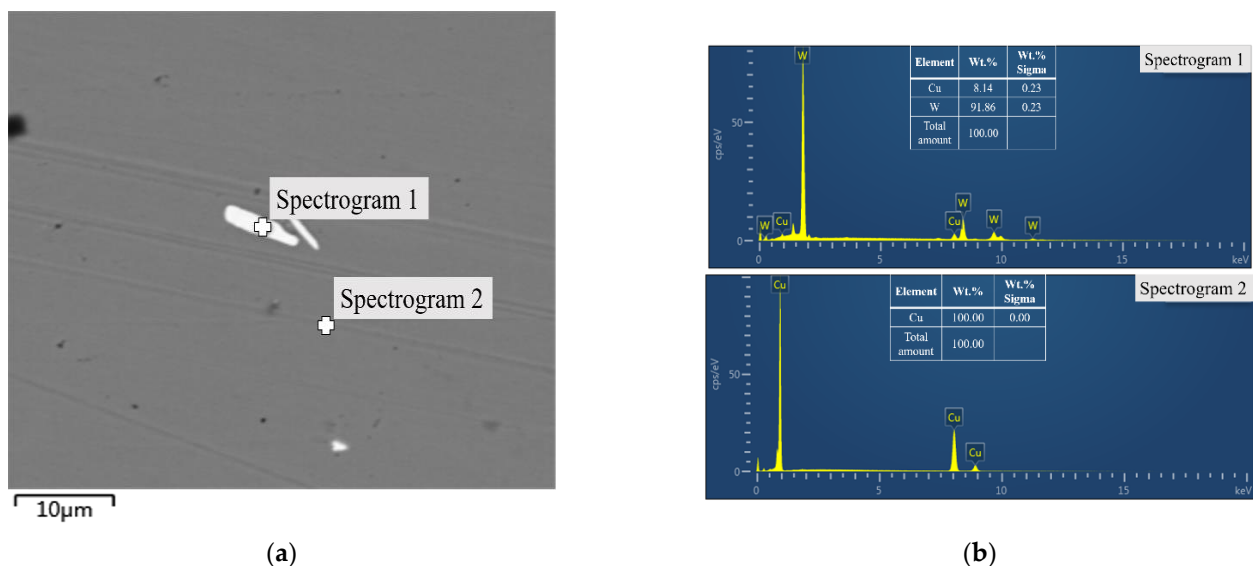 Spectrogram 1
Spectrogram 2
10μm
(a)
Spectrogram 1
Element Wt.% Wt.% Sigma
Cu 8.14 0.23
W 91.86 0.23
Total amount 100.00
cps/eV
50
0
W Cu W Cu W W W
0 5 10 15 keV
Spectrogram 2
Element Wt.% Wt.% Sigma
Cu 100.00 0.00
Total amount 100.00
cps/eV
50
0
Cu Cu Cu
0 5 10 15 keV
(b)